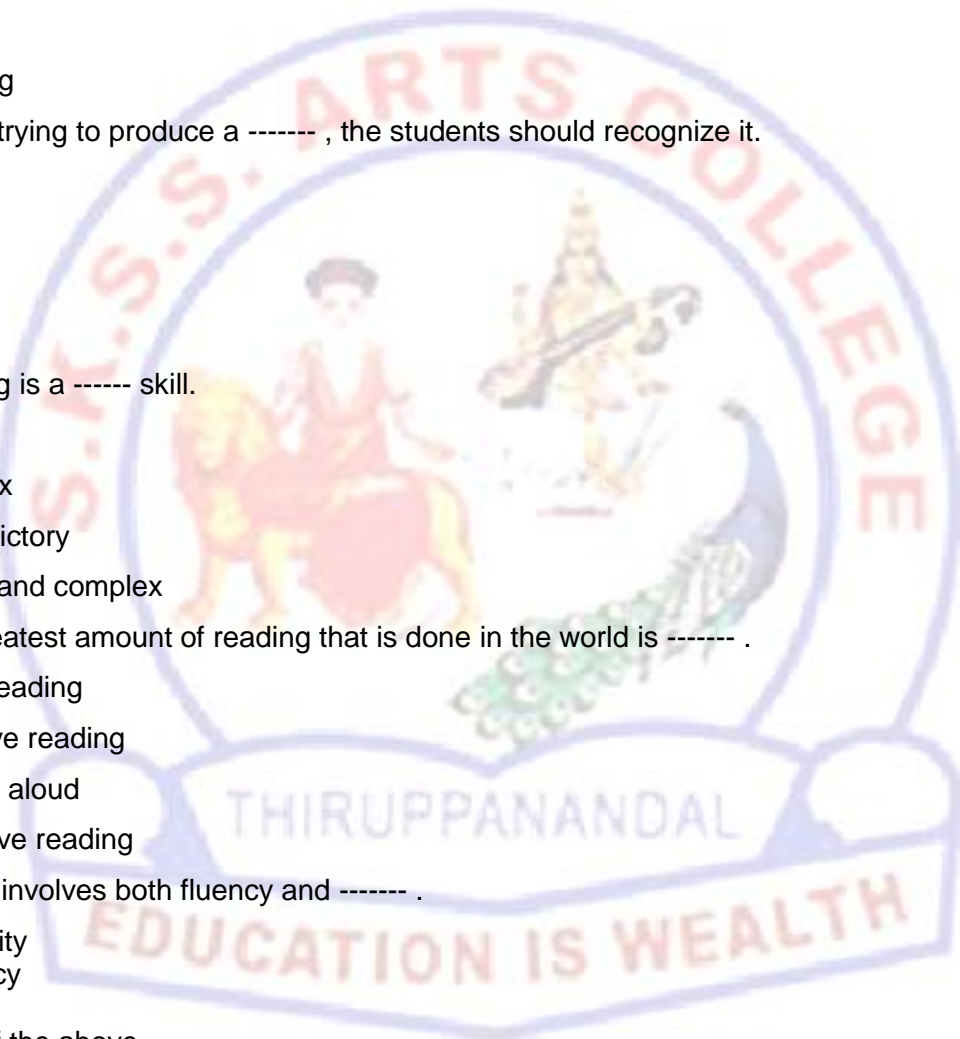 g
trying to produce a ------- , the students should recognize it.
g is a ------ skill.
x
ictory
and complex
eatest amount of reading that is done in the world is ------- .
eading
ve reading
aloud
ve reading
involves both fluency and ------- .
ity
cy
the above
S.K.S.S. ARTS COLLEGE
THIRUPPANANDAL
EDUCATION IS WEALTH